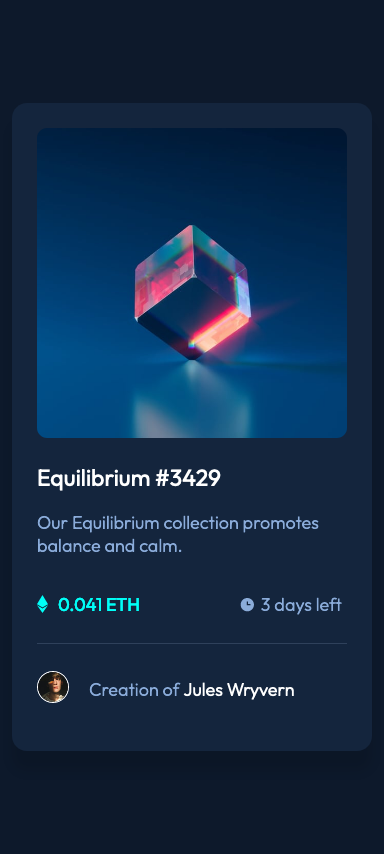 Equilibrium #3429
Our Equilibrium collection promotes
balance and calm.
0.041 ETH
3 days left
Creation of Jules Wryvern